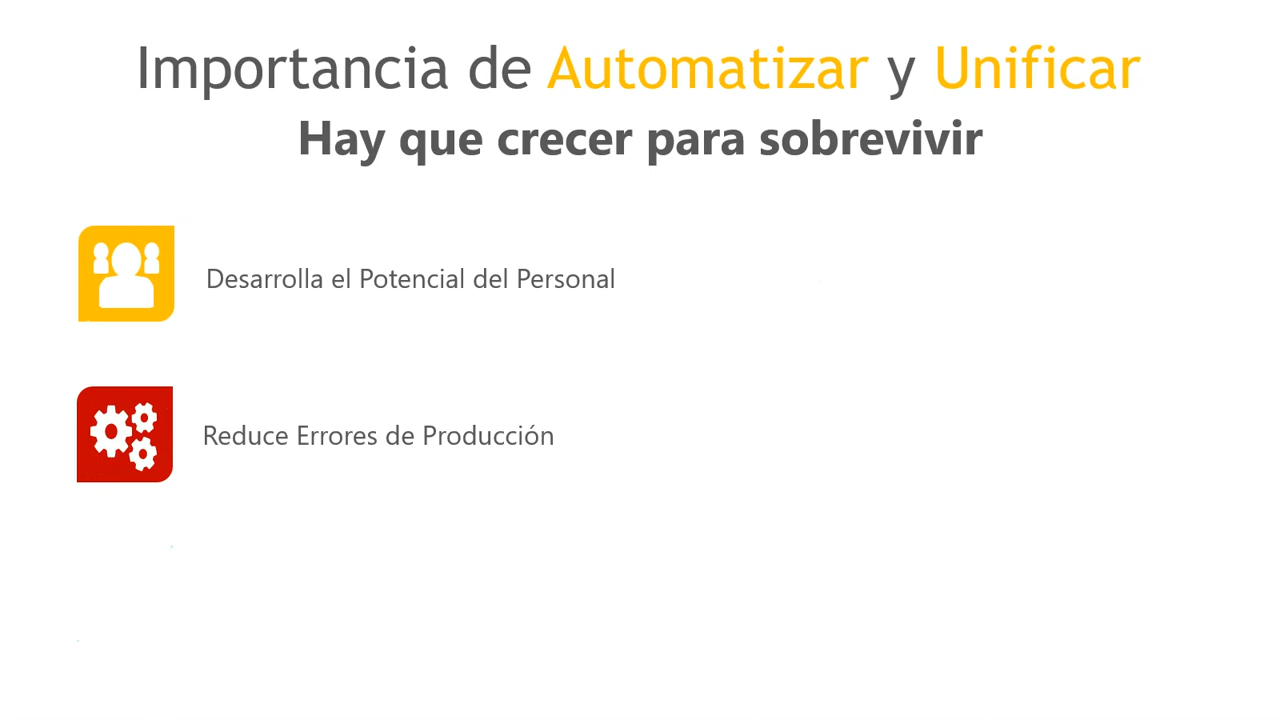 Importancia de Automatizar y Unificar
Hay que crecer para sobrevivir
Desarrolla el Potencial del Personal
Reduce Errores de Producción